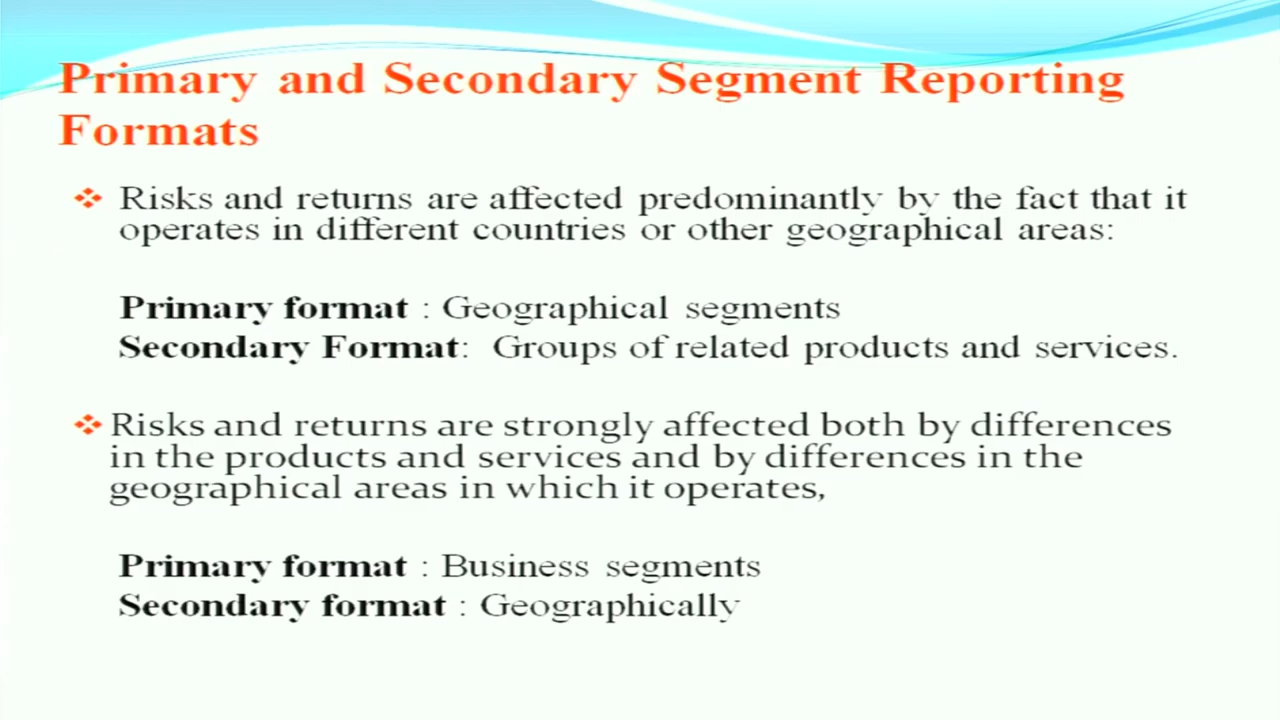 Primary and Secondary Segment Reporting
Formats
❖ Risks and returns are affected predominantly by the fact that it
operates in different countries or other geographical areas:
Primary format : Geographical segments
Secondary Format: Groups of related products and services.
❖ Risks and returns are strongly affected both by differences
in the products and services and by differences in the
geographical areas in which it operates,
Primary format : Business segments
Secondary format : Geographically